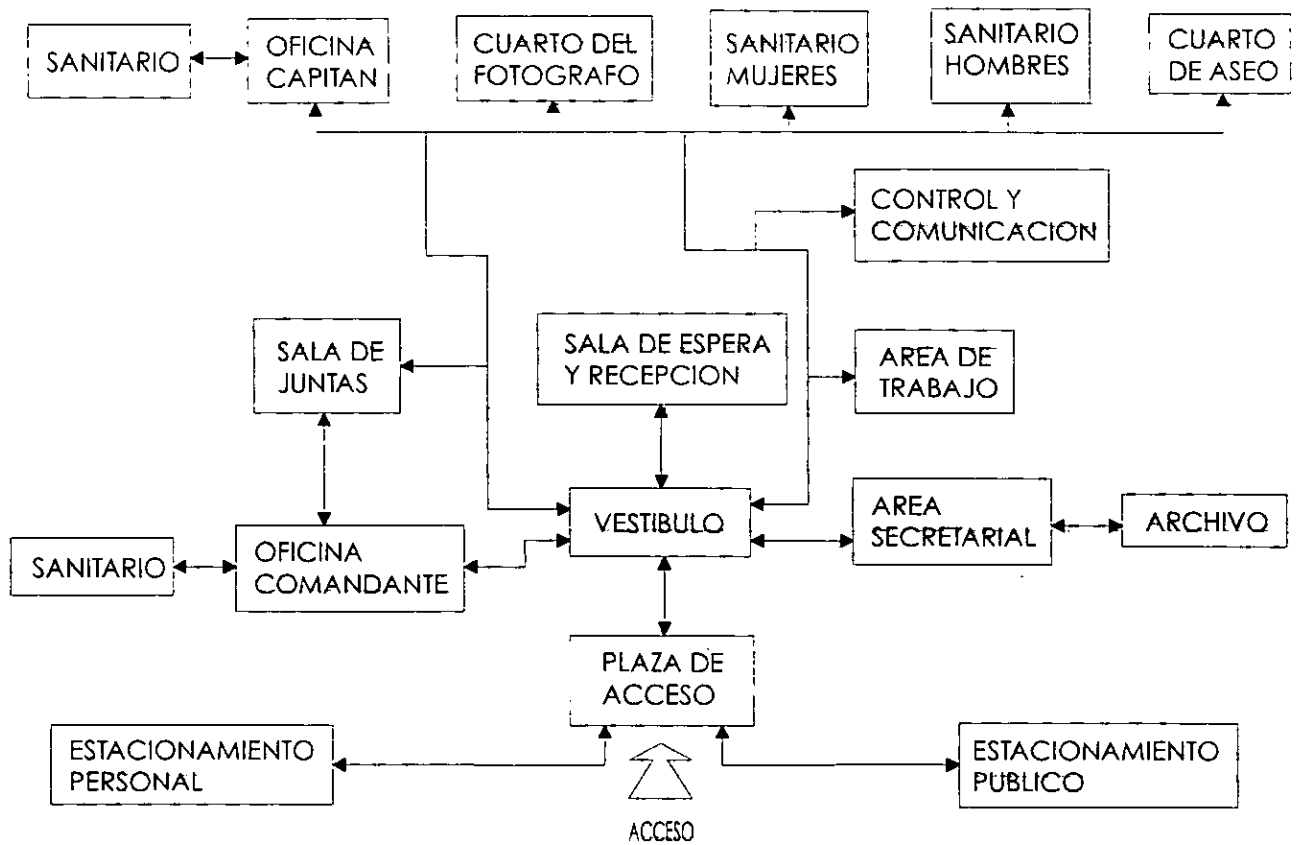 SANITARIO
OFICINA
CAPITAN
CUARTO DEL
FOTOGRAFO
SANITARIO
MUJERES
SANITARIO
HOMBRES
CUARTO
DE ASEO
CONTROL Y
COMUNICACION
SALA DE
JUNTAS
SALA DE ESPERA
Y RECEPCION
AREA DE
TRABAJO
VESTIBULO
AREA
SECRETARIAL
ARCHIVO
SANITARIO
OFICINA
COMANDANTE
PLAZA DE
ACCESO
ESTACIONAMIENTO
PERSONAL
ESTACIONAMIENTO
PUBLICO
ACCESO